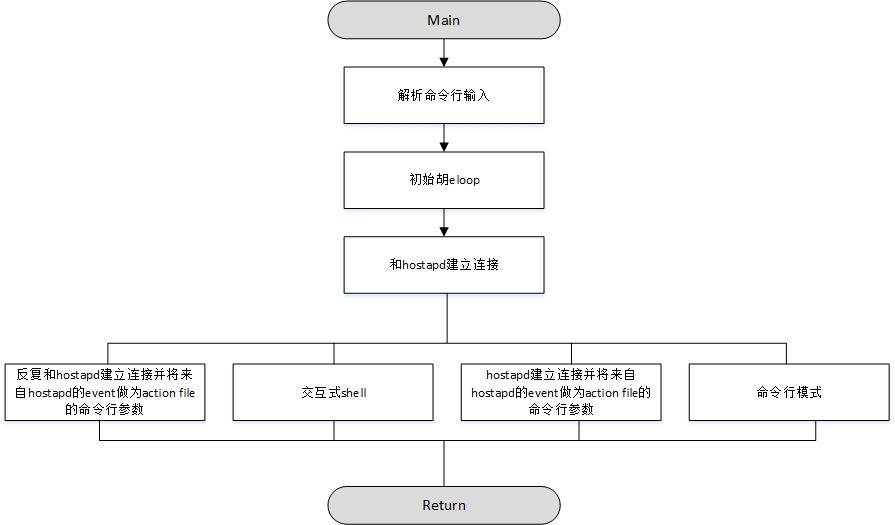 Main
解析命令行输入
初始胡eloop
和hostapd建立连接
反复和hostapd建立连接并将来
自hostapd的event做为action file
的命令行参数
交互式shell
hostapd建立连接并将来自
hostapd的event做为action file的
命令行参数
命令行模式
Return